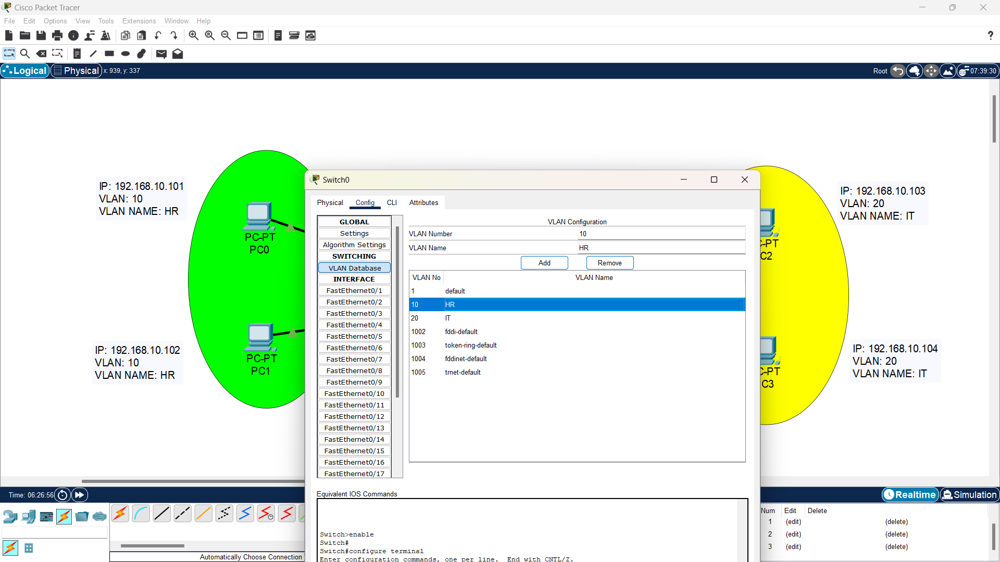 Cisco Packet Tracer
File Edit Options View Tools Extensions Window Help
Logical Physical x: 939, y: 337 Root 07:39:30
IP: 192.168.10.101
VLAN: 10
VLAN NAME: HR
PC-PT
PC0
IP: 192.168.10.102
VLAN: 10
VLAN NAME: HR
PC-PT
PC1
Switch0
Physical Config CLI Attributes
GLOBAL
Settings
Algorithm Settings
SWITCHING
VLAN Database
INTERFACE
FastEthernet0/1
FastEthernet0/2
FastEthernet0/3
FastEthernet0/4
FastEthernet0/5
FastEthernet0/6
FastEthernet0/7
FastEthernet0/8
FastEthernet0/9
FastEthernet0/10
FastEthernet0/11
FastEthernet0/12
FastEthernet0/13
FastEthernet0/14
FastEthernet0/15
FastEthernet0/16
FastEthernet0/17
VLAN Configuration
VLAN Number 10
VLAN Name HR
Add Remove
VLAN No VLAN Name
1 default
10 HR
20 IT
1002 fddi-default
1003 token-ring-default
1004 fddinet-default
1005 trnet-default
Equivalent IOS Commands
Switch>enable
Switch#
Switch#configure terminal
Enter configuration commands, one per line. End with CNTL/Z.
IP: 192.168.10.103
VLAN: 20
VLAN NAME: IT
C-PT
C2
IP: 192.168.10.104
VLAN: 20
VLAN NAME: IT
C-PT
C3
Time: 06:26:56
Realtime Simulation
Automatically Choose Connection
Num Edit Delete
1 (edit) (delete)
2 (edit) (delete)
3 (edit) (delete)